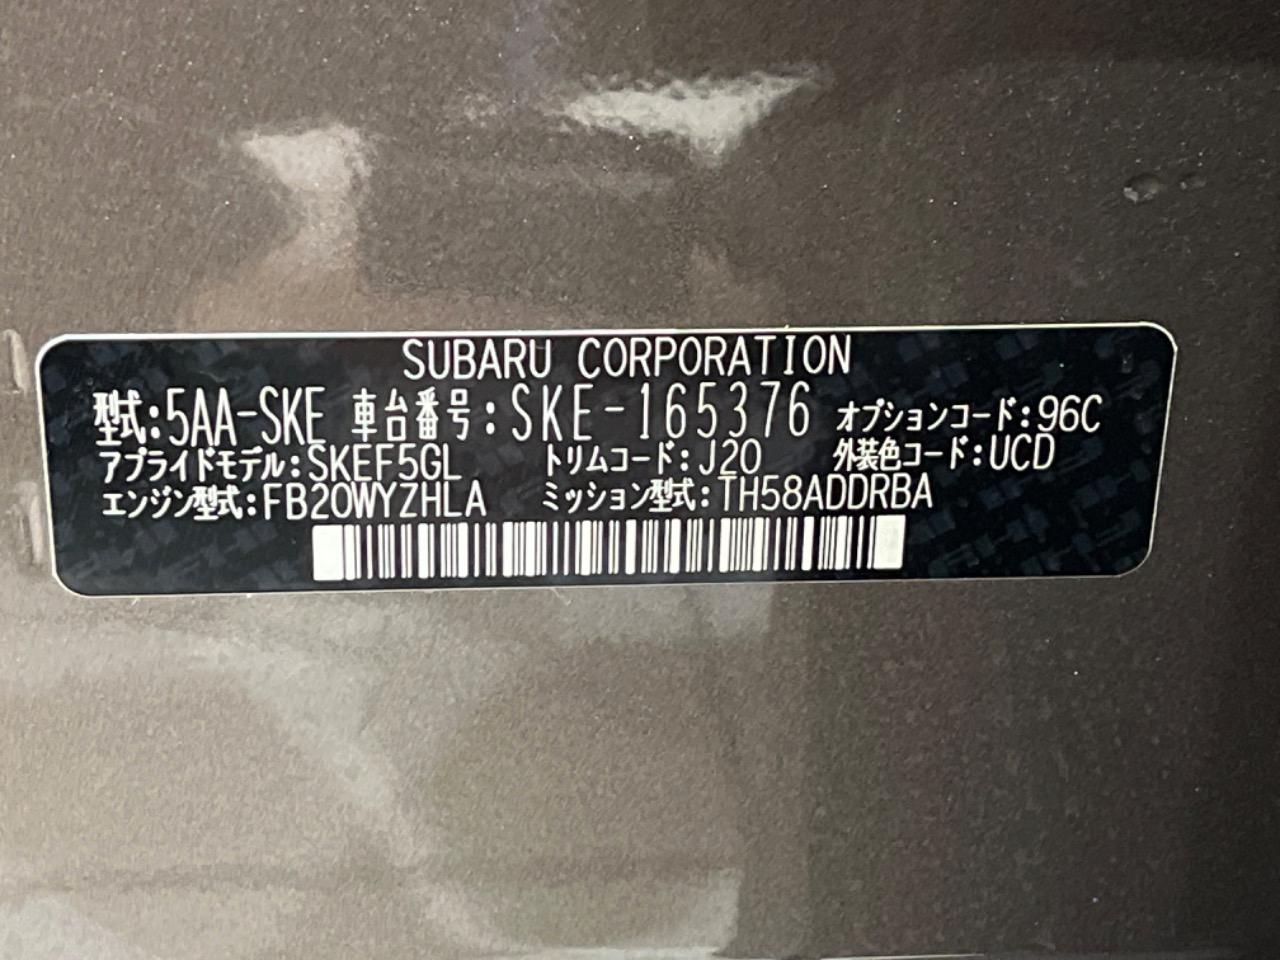 SUBARU CORPORATION
型式:5AA-SKE 車台番号:SKE-165376 オプションコード:96C
アプライドモデル:SKEF5GL トリムコード:J20 外装色コード:UCD
エンジン型式:FB20WYZHLA ミッション型式:TH58ADDRBA